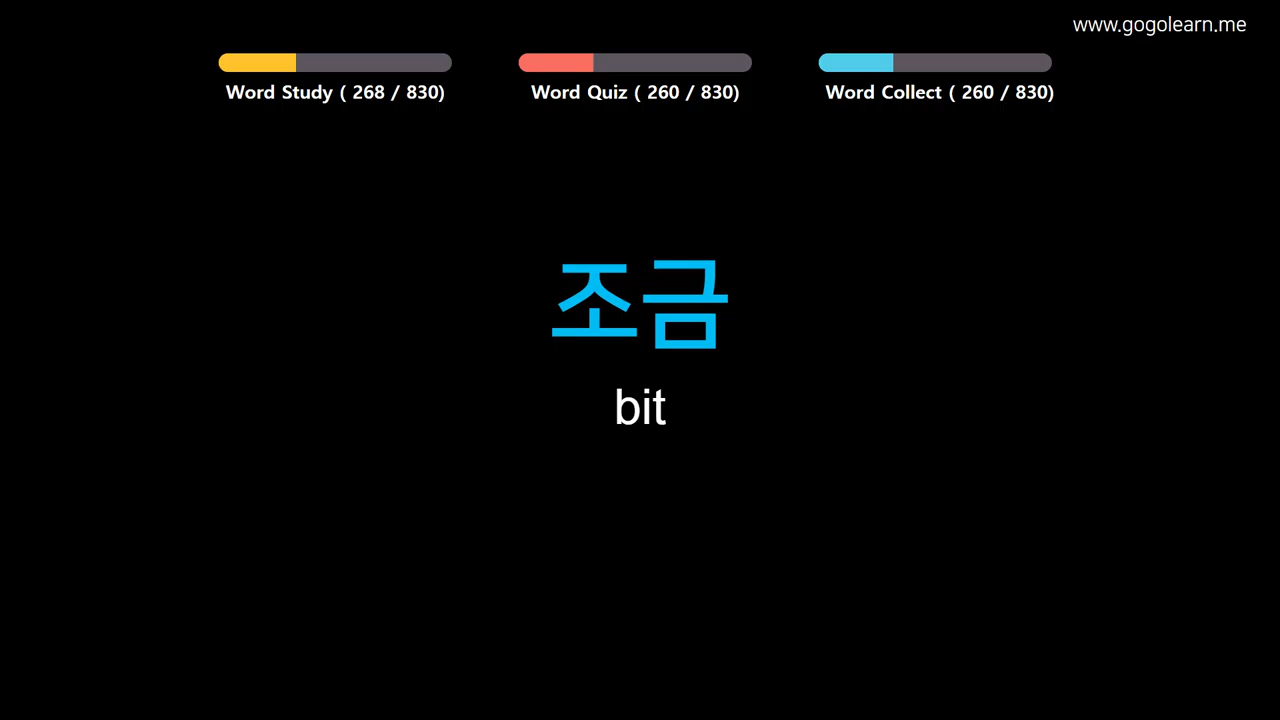 www.gogolearn.me
Word Study ( 268 / 830)
Word Quiz ( 260 / 830)
Word Collect ( 260 / 830)
조금
bit